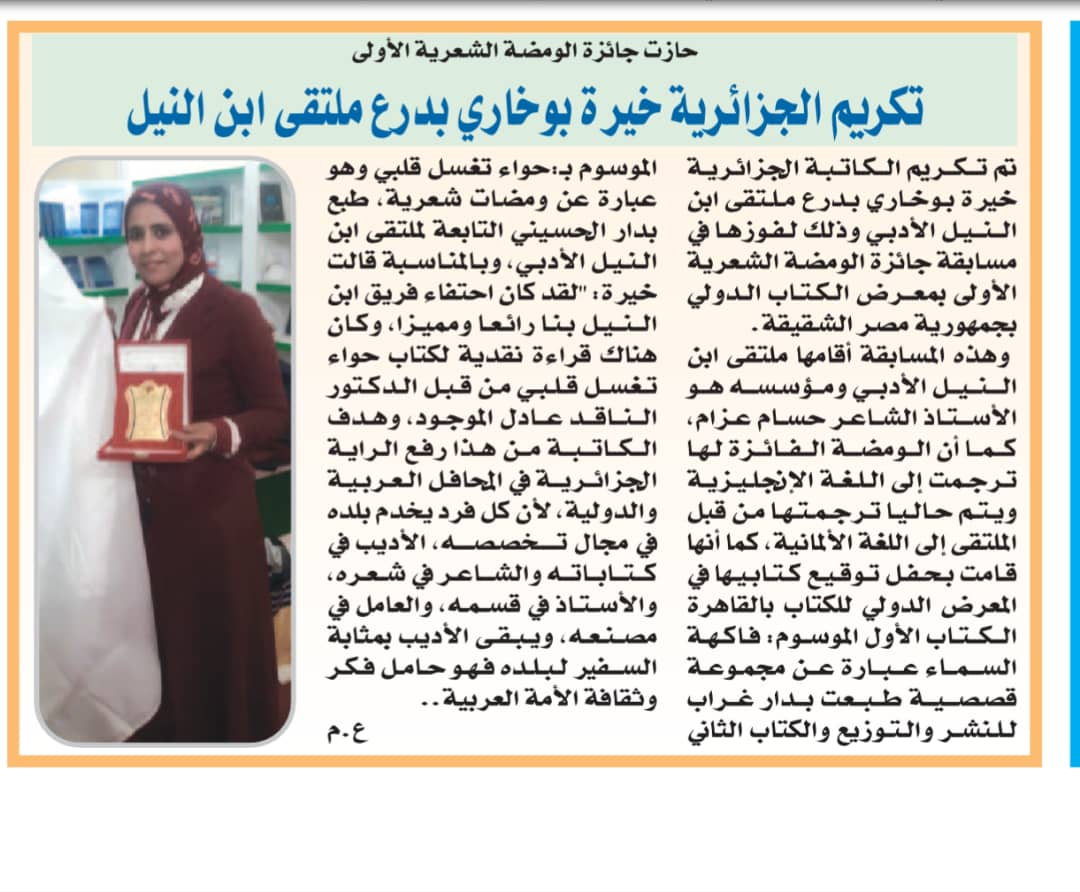 حازت جائزة الومضة الشعرية الأولى
تكريم الجزائرية خيرة بوخاري بدرع ملتقى ابن النيل
تم تكريم الكاتبة الجزائرية
خيرة بوخاري بدرع ملتقى ابن
النيل الأدبي وذلك لفوزها في
مسابقة جائزة الومضة الشعرية
الأولى بمعرض الكتاب الدولي
بجمهورية مصر الشقيقة.
وهذه المسابقة أقامها ملتقى ابن
النيل الأدبي ومؤسسه هو
الأستاذ الشاعر حسام عزام،
كما أن الومضة الفائزة لها
ترجمت إلى اللغة الإنجليزية
ويتم حاليا ترجمتها من قبل
الملتقى إلى اللغة الألمانية، كما أنها
قامت بحفل توقيع كتابيها في
المعرض الدولي للكتاب بالقاهرة
الكتاب الأول الموسوم: فاكهة
السماء عبارة عن مجموعة
قصصية طبعت بدار غراب
للنشر والتوزيع والكتاب الثاني
الموسوم بـ:حواء تغسل قلبي وهو
عبارة عن ومضات شعرية، طبع
بدار الحسيني التابعة لملتقى ابن
النيل الأدبي، وبالمناسبة قالت
خيرة: "لقد كان احتفاء فريق ابن
النيل بنا رائعا ومميزا، وكان
هناك قراءة نقدية لكتاب حواء
تغسل قلبي من قبل الدكتور
الناقد عادل الموجود، وهدف
الكاتبة من هذا رفع الراية
الجزائرية في المحافل العربية
والدولية، لأن كل فرد يخدم بلده
في مجال تخصصه، الأديب في
كتاباته والشاعر في شعره،
والأستاذ في قسمه، والعامل في
مصنعه، ويبقى الأديب بمثابة
السفير لبلده فهو حامل فكر
وثقافة الأمة العربية..
ع.م